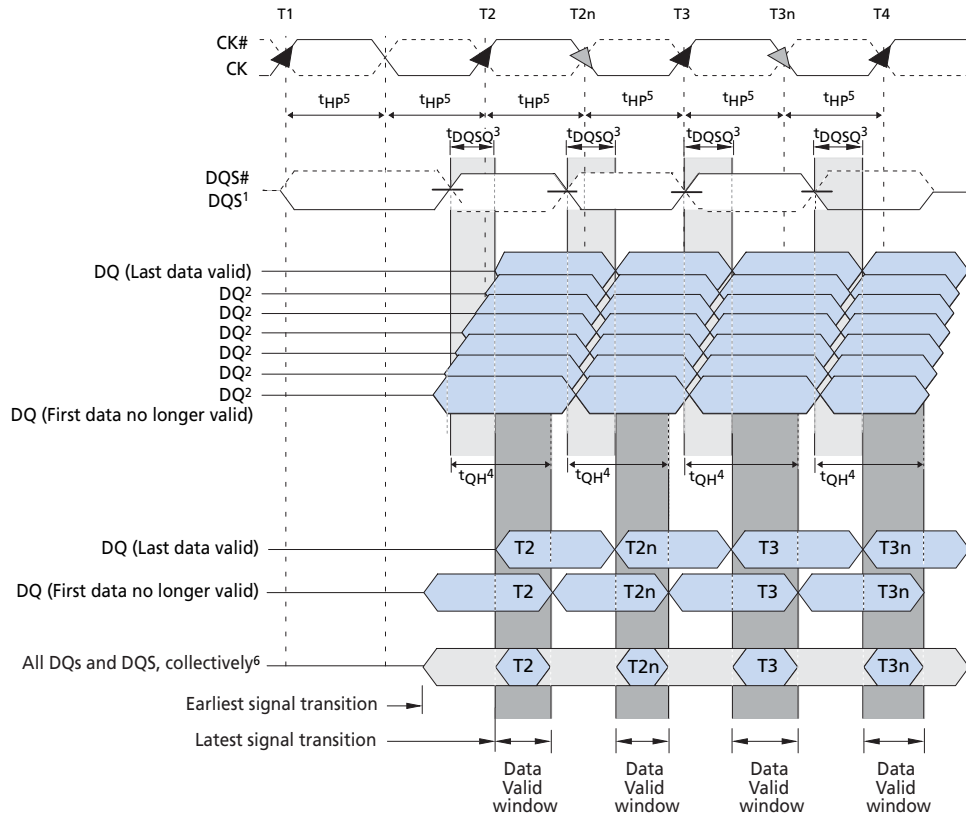 T1 T2 T2n T3 T3n T4
CK#
CK
tHP5 tHP5 tHP5 tHP5 tHP5 tHP5
tDQSQ3 tDQSQ3 tDQSQ3 tDQSQ3
DQS#
DQS1
DQ (Last data valid)
DQ2
DQ2
DQ2
DQ2
DQ2
DQ2
DQ (First data no longer valid)
tQH4 tQH4 tQH4 tQH4
DQ (Last data valid) T2 T2n T3 T3n
DQ (First data no longer valid) T2 T2n T3 T3n
All DQs and DQS, collectively6 T2 T2n T3 T3n
Earliest signal transition
Latest signal transition
Data Data Data Data
Valid Valid Valid Valid
window window window window